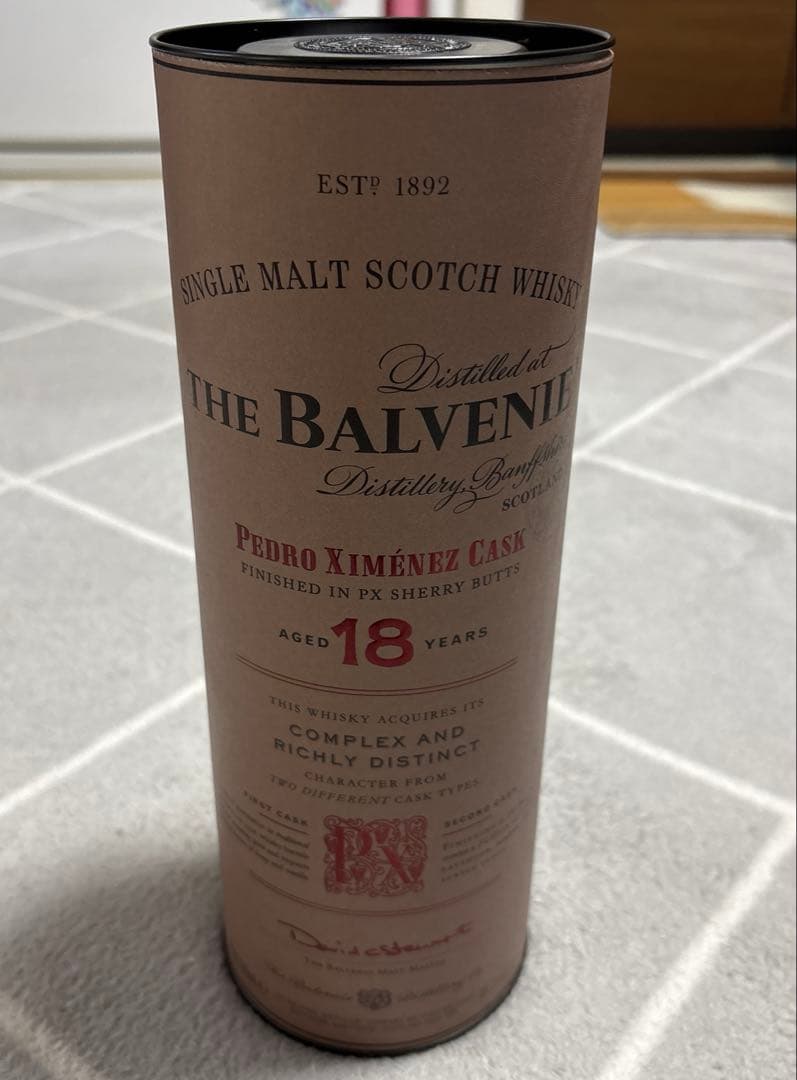 ESTD 1892
SINGLE MALT SCOTCH WHISKY
Distilled at
THE BALVENIE
Distillery, Banffshire
SCOTLAND
PEDRO XIMÉNEZ CASK
FINISHED IN PX SHERRY BUTTS
AGED 18 YEARS
THIS WHISKY ACQUIRES ITS
COMPLEX AND
RICHLY DISTINCT
CHARACTER FROM
TWO DIFFERENT CASK TYPES.
FIRST CASK
SECOND CASK
PX
David C Stewart
THE BALVENIE MALT MASTER